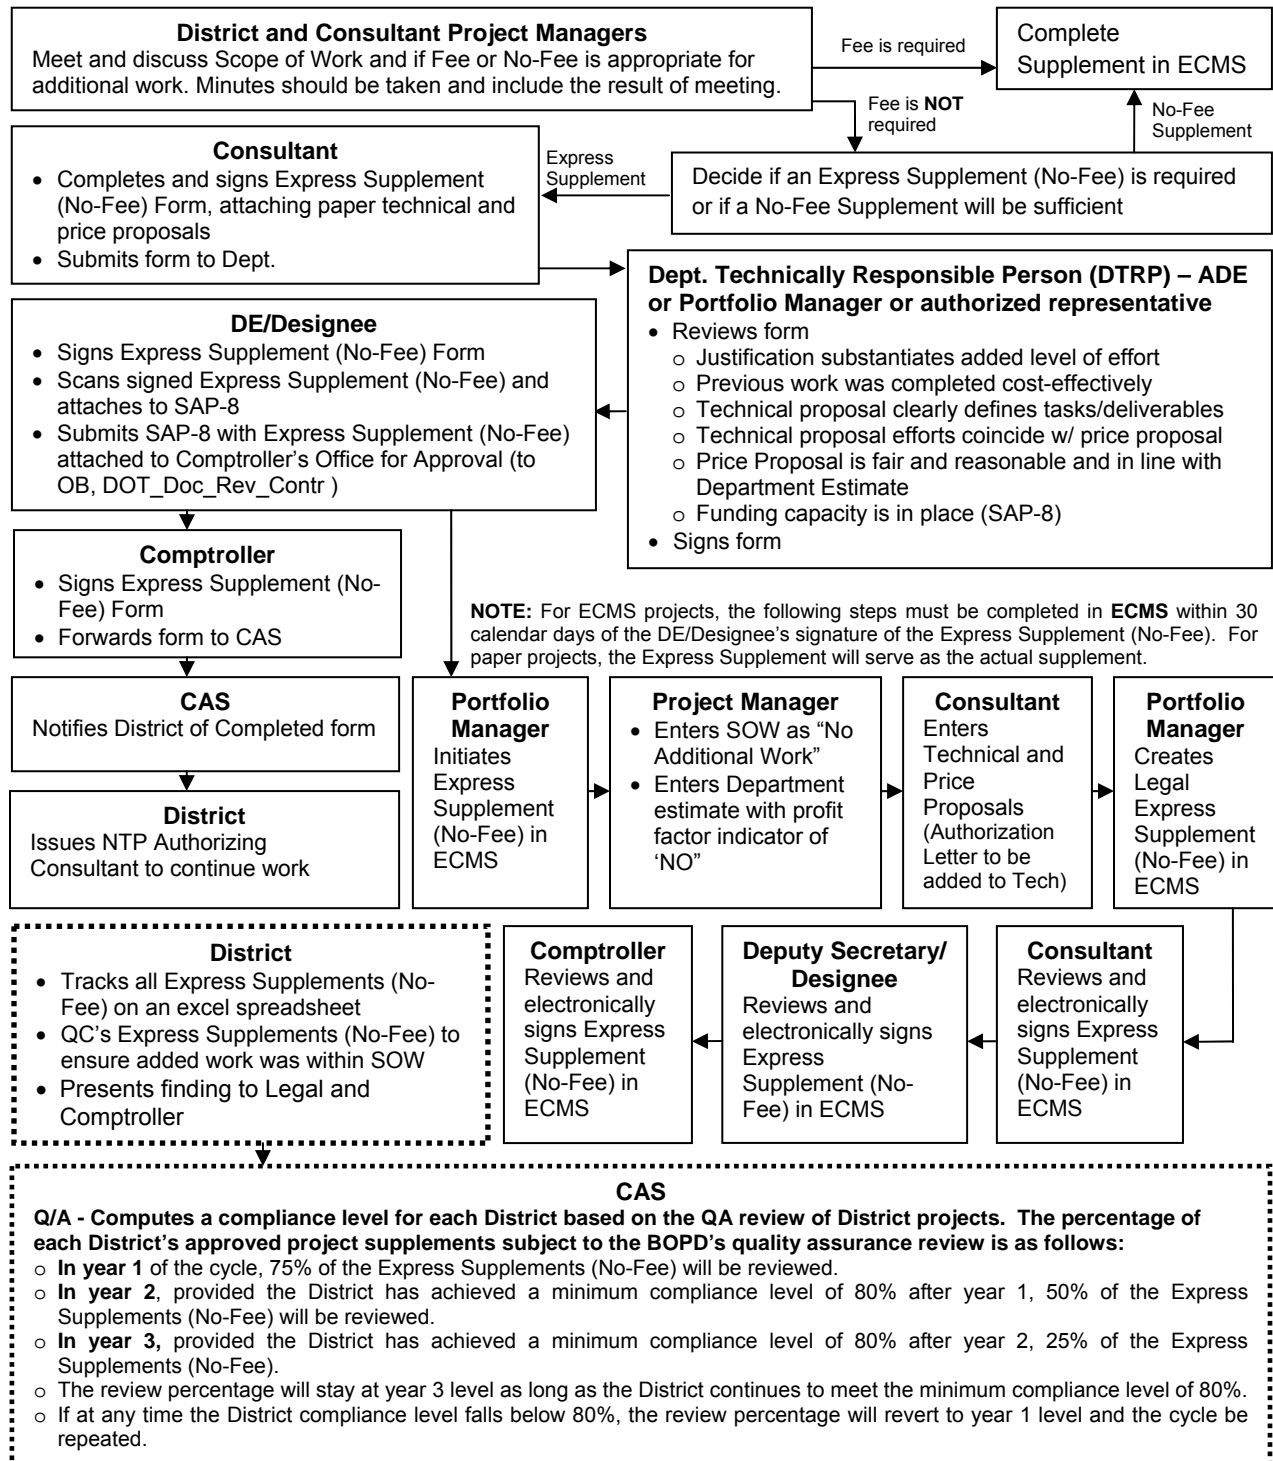 District and Consultant Project Managers
Meet and discuss Scope of Work and if Fee or No-Fee is appropriate for
additional work. Minutes should be taken and include the result of meeting.
Fee is required
Complete
Supplement in ECMS
Fee is NOT
required
No-Fee
Supplement
Consultant
• Completes and signs Express Supplement
(No-Fee) Form, attaching paper technical and
price proposals
• Submits form to Dept.
Express
Supplement
Decide if an Express Supplement (No-Fee) is required
or if a No-Fee Supplement will be sufficient
Dept. Technically Responsible Person (DTRP) – ADE
or Portfolio Manager or authorized representative
• Reviews form
o Justification substantiates added level of effort
o Previous work was completed cost-effectively
o Technical proposal clearly defines tasks/deliverables
o Technical proposal efforts coincide w/ price proposal
o Price Proposal is fair and reasonable and in line with
Department Estimate
o Funding capacity is in place (SAP-8)
• Signs form
DE/Designee
• Signs Express Supplement (No-Fee) Form
• Scans signed Express Supplement (No-Fee) and
attaches to SAP-8
• Submits SAP-8 with Express Supplement (No-Fee)
attached to Comptroller's Office for Approval (to
OB, DOT_Doc_Rev_Contr )
Comptroller
• Signs Express Supplement (No-
Fee) Form
• Forwards form to CAS
NOTE: For ECMS projects, the following steps must be completed in ECMS within 30
calendar days of the DE/Designee's signature of the Express Supplement (No-Fee). For
paper projects, the Express Supplement will serve as the actual supplement.
CAS
Notifies District of Completed form
District
Issues NTP Authorizing
Consultant to continue work
Portfolio
Manager
Initiates
Express
Supplement
(No-Fee) in
ECMS
Project Manager
• Enters SOW as “No
Additional Work”
• Enters Department
estimate with profit
factor indicator of
‘NO”
Consultant
Enters
Technical and
Price
Proposals
(Authorization
Letter to be
added to Tech)
Portfolio
Manager
Creates
Legal
Express
Supplement
(No-Fee) in
ECMS
District
• Tracks all Express Supplements (No-
Fee) on an excel spreadsheet
• QC's Express Supplements (No-Fee) to
ensure added work was within SOW
• Presents finding to Legal and
Comptroller
Comptroller
Reviews and
electronically
signs Express
Supplement
(No-Fee) in
ECMS
Deputy Secretary/
Designee
Reviews and
electronically signs
Express
Supplement (No-
Fee) in ECMS
Consultant
Reviews and
electronically
signs Express
Supplement
(No-Fee) in
ECMS
CAS
Q/A - Computes a compliance level for each District based on the QA review of District projects. The percentage of
each District's approved project supplements subject to the BOPD's quality assurance review is as follows:
o In year 1 of the cycle, 75% of the Express Supplements (No-Fee) will be reviewed.
o In year 2, provided the District has achieved a minimum compliance level of 80% after year 1, 50% of the Express
Supplements (No-Fee) will be reviewed.
o In year 3, provided the District has achieved a minimum compliance level of 80% after year 2, 25% of the Express
Supplements (No-Fee).
o The review percentage will stay at year 3 level as long as the District continues to meet the minimum compliance level of 80%.
o If at any time the District compliance level falls below 80%, the review percentage will revert to year 1 level and the cycle be
repeated.